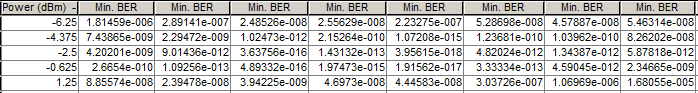 Power (dBm) Min. BER Min. BER Min. BER Min. BER Min. BER Min. BER Min. BER Min. BER
-6.25 1.81459e-006 2.89141e-007 2.48526e-008 2.55629e-008 2.23275e-007 5.28698e-008 4.57887e-008 5.46314e-008
-4.375 7.43865e-009 2.29472e-009 1.02473e-012 2.15264e-010 1.07208e-015 1.23681e-010 1.03962e-010 8.26202e-008
-2.5 4.20201e-009 9.01436e-012 3.63756e-016 1.43132e-013 3.95615e-018 4.82024e-012 1.34387e-012 5.87818e-012
-0.625 2.6654e-010 1.09256e-013 4.89332e-016 1.97473e-015 1.91562e-017 3.33334e-013 4.59045e-012 2.34665e-009
1.25 8.85574e-008 2.39478e-008 3.94225e-009 4.6973e-008 4.44583e-008 3.03726e-007 1.06969e-006 1.68055e-005